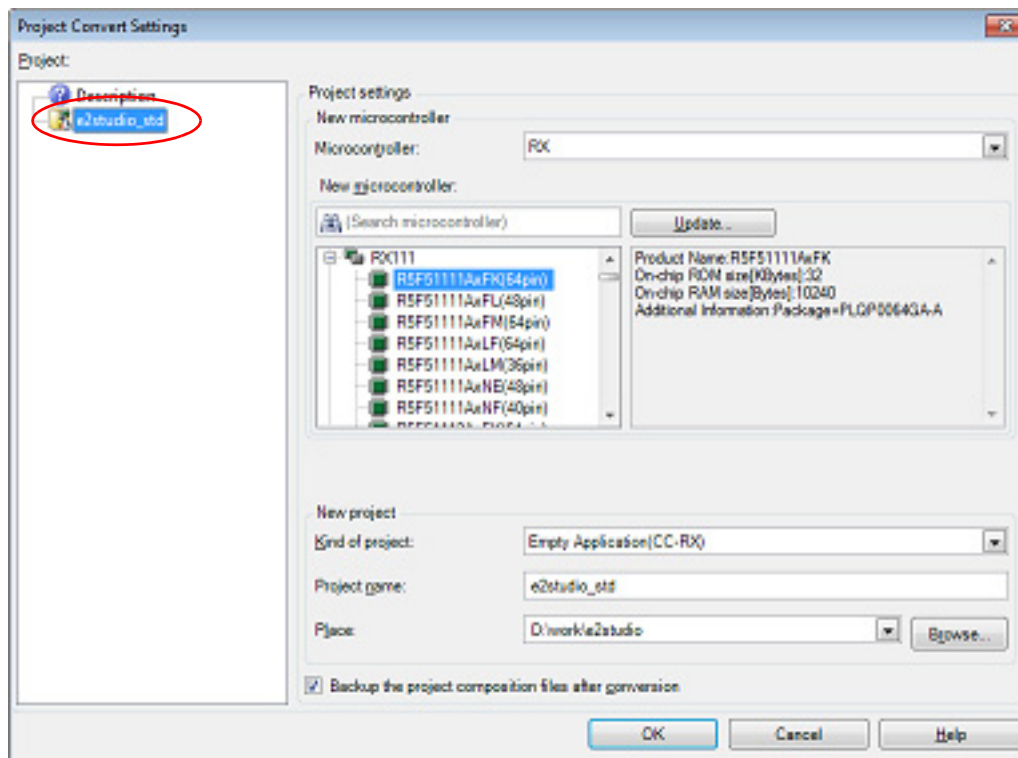 Project Convert Settings
Project:
Description
e2studio_std
Project settings
New microcontroller
Microcontroller:
RX
New microcontroller:
(Search microcontroller)
Update...
RX111
R5F51111AxFK(64pin)
R5F51111AxFL(48pin)
R5F51111AxFM(64pin)
R5F51111AxLF(64pin)
R5F51111AxLM(36pin)
R5F51111AxNE(48pin)
R5F51111AxNF(40pin)
Product Name:R5F51111AxFK
On-chip ROM size[KBytes]:32
On-chip RAM size[Bytes]:10240
Additional Information:Package=PLQP0064GA-A
New project
Kind of project:
Empty Application(CC-RX)
Project name:
e2studio_std
Place:
D:\work\e2studio
Browse...
Backup the project composition files after conversion
OK
Cancel
Help